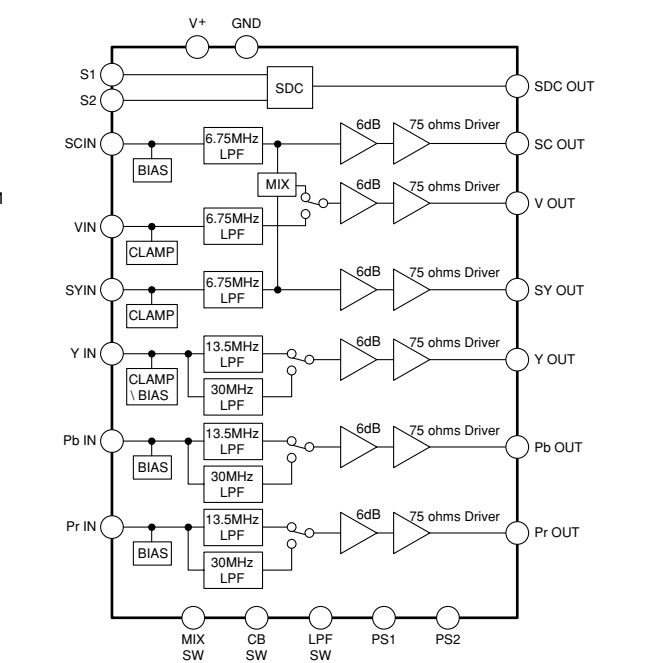 V+ GND
S1
SDC
SDC OUT
S2
SCIN
6.75MHz
LPF
6dB
75 ohms Driver
SC OUT
BIAS
MIX
6dB
75 ohms Driver
V OUT
VIN
6.75MHz
LPF
CLAMP
SYIN
6.75MHz
LPF
6dB
75 ohms Driver
SY OUT
CLAMP
Y IN
13.5MHz
LPF
6dB
75 ohms Driver
Y OUT
CLAMP
\ BIAS
30MHz
LPF
Pb IN
13.5MHz
LPF
6dB
75 ohms Driver
Pb OUT
BIAS
30MHz
LPF
Pr IN
13.5MHz
LPF
6dB
75 ohms Driver
Pr OUT
BIAS
30MHz
LPF
MIX
SW
CB
SW
LPF
SW
PS1
PS2